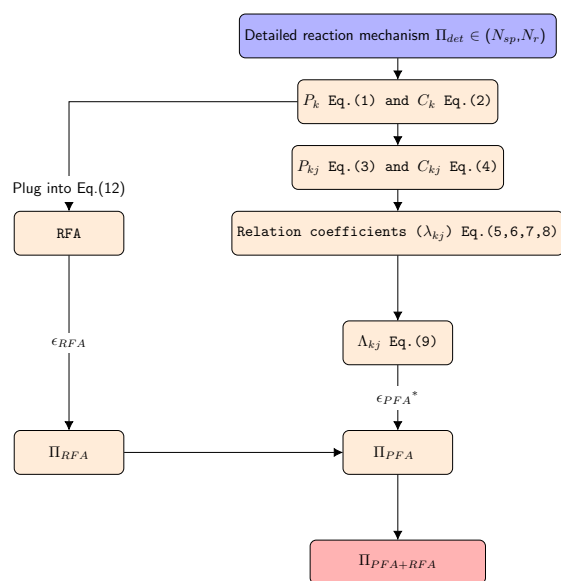 Detailed reaction mechanism Π_det ∈ (N_sp,N_r)
P_k Eq.(1) and C_k Eq.(2)
P_kj Eq.(3) and C_kj Eq.(4)
Plug into Eq.(12)
RFA
Relation coefficients (λ_kj) Eq.(5,6,7,8)
ϵ_RFA
Λ_kj Eq.(9)
ϵ_PFA*
Π_RFA
Π_PFA
Π_PFA+RFA